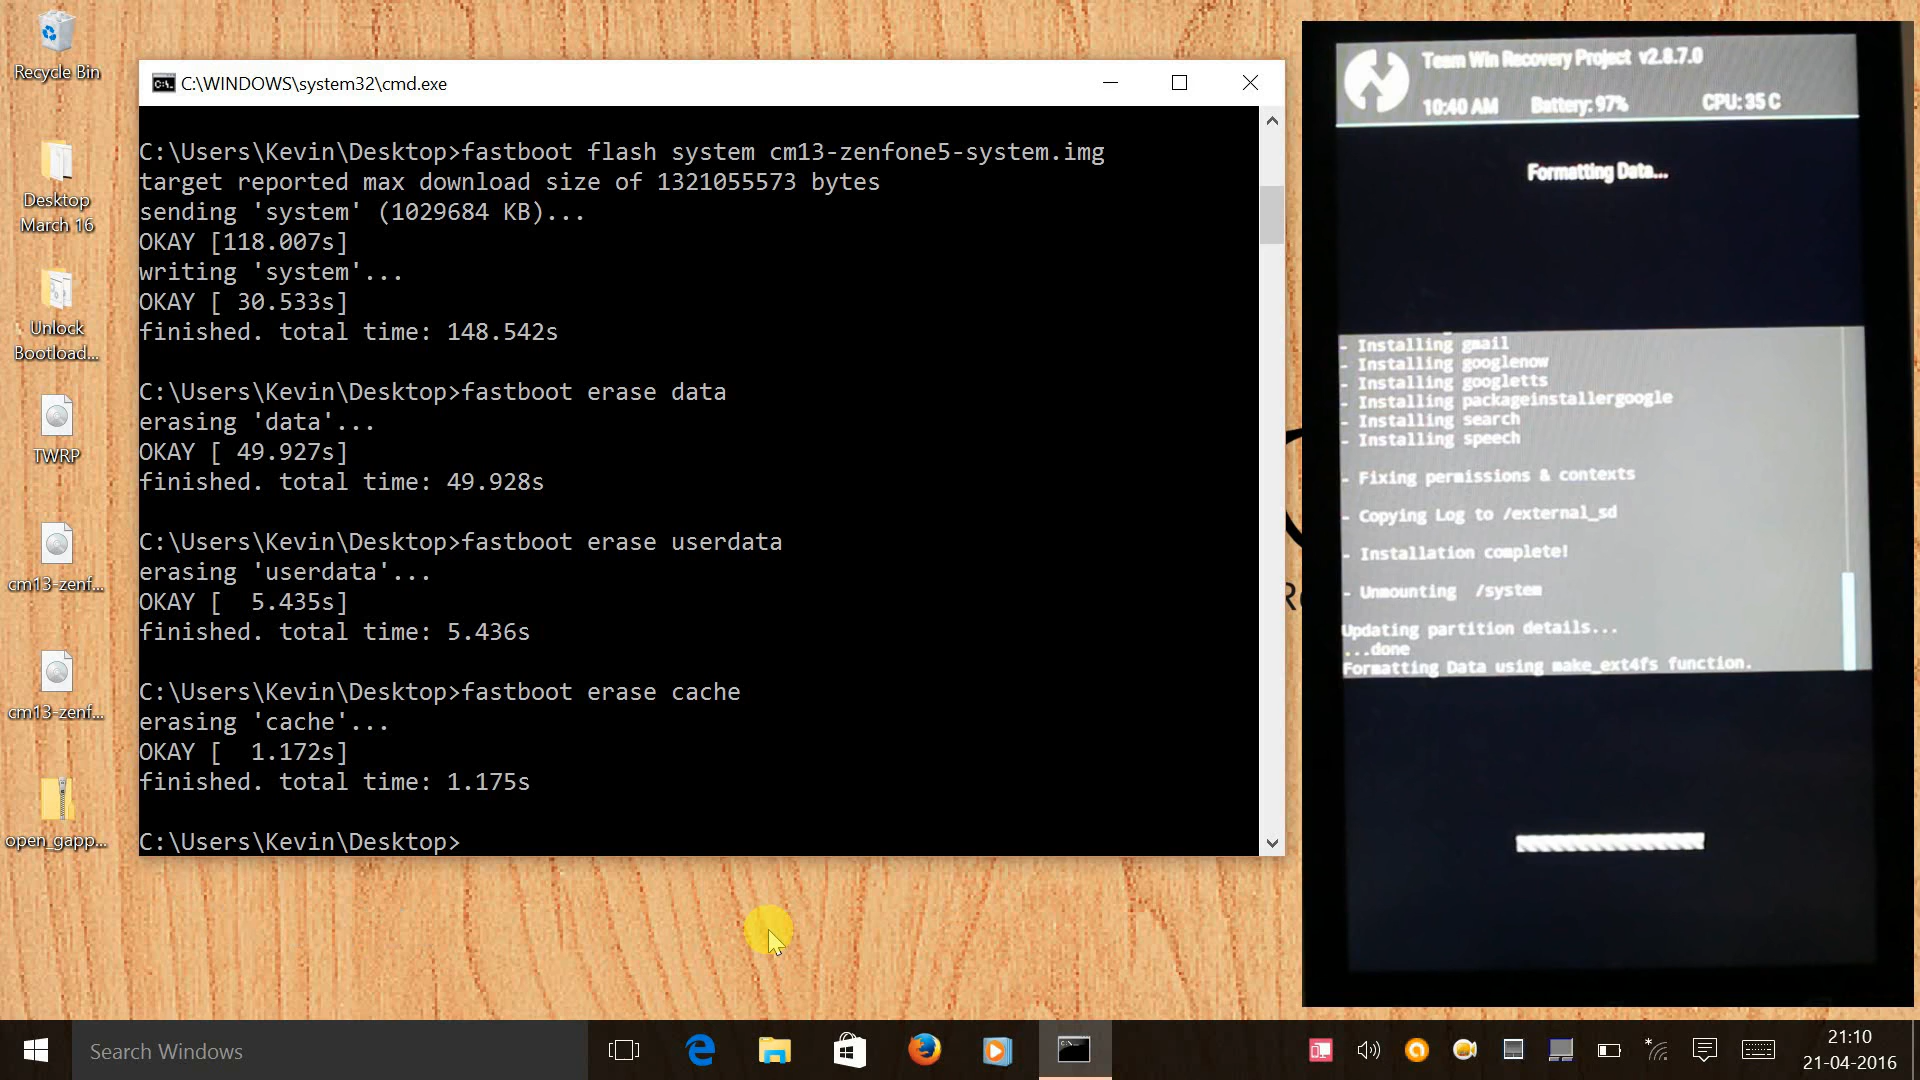 Recycle Bin
Desktop
March 16
Unlock
Bootload...
TWRP
cm13-zenf...
cm13-zenf...
open_gapp...
C:\WINDOWS\system32\cmd.exe
C:\Users\Kevin\Desktop>fastboot flash system cm13-zenfone5-system.img
target reported max download size of 1321055573 bytes
sending 'system' (1029684 KB)...
OKAY [118.007s]
writing 'system'...
OKAY [ 30.533s]
finished. total time: 148.542s
C:\Users\Kevin\Desktop>fastboot erase data
erasing 'data'...
OKAY [ 49.927s]
finished. total time: 49.928s
C:\Users\Kevin\Desktop>fastboot erase userdata
erasing 'userdata'...
OKAY [  5.435s]
finished. total time: 5.436s
C:\Users\Kevin\Desktop>fastboot erase cache
erasing 'cache'...
OKAY [  1.172s]
finished. total time: 1.175s
C:\Users\Kevin\Desktop>
Team Win Recovery Project v2.8.7.0
10:40 AM Battery: 97% CPU: 35 C
Formatting Data...
- Installing gmail
- Installing googlenow
- Installing googletts
- Installing packageinstallergoogle
- Installing search
- Installing speech
- Fixing permissions & contexts
- Copying Log to /external_sd
- Installation complete!
- Unmounting  /system
Updating partition details...
...done
Formatting Data using make_ext4fs function.
Search Windows
21:10
21-04-2016